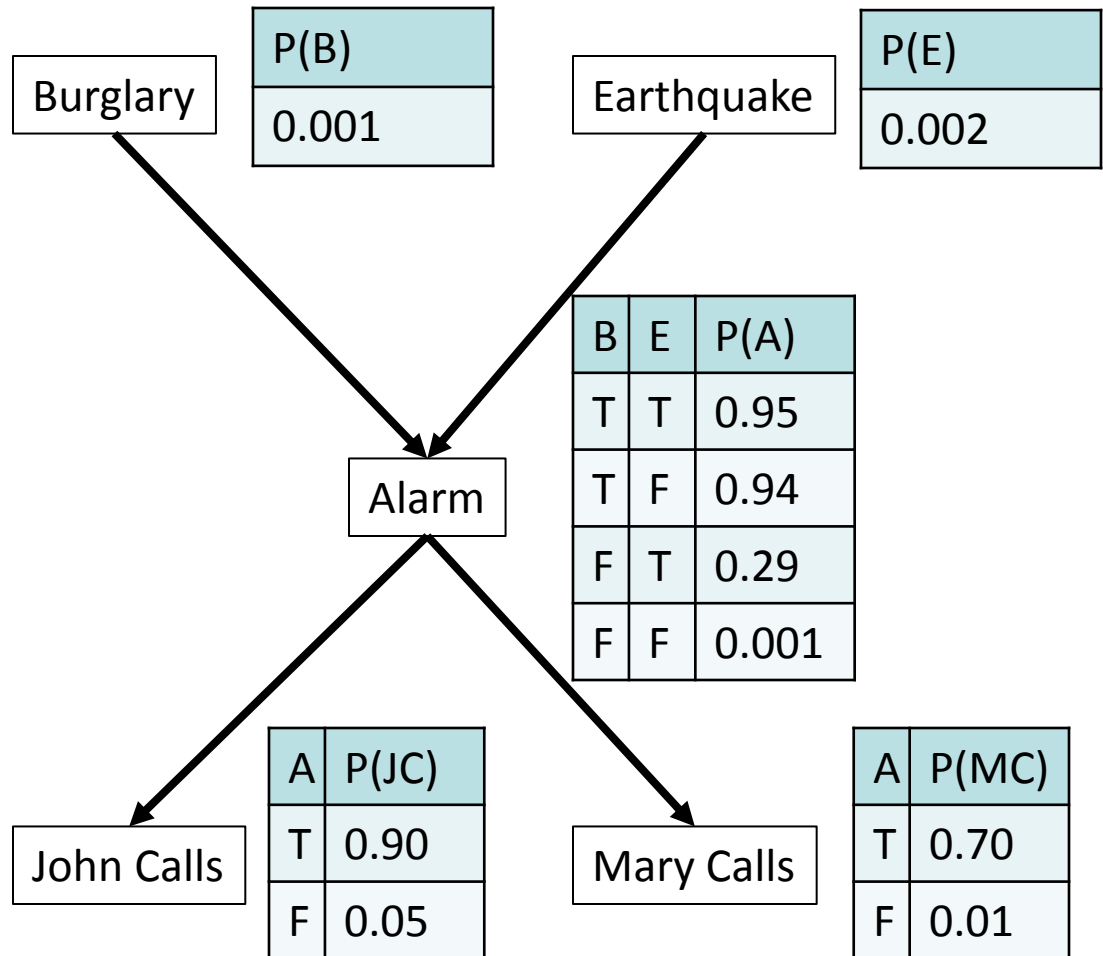 Burglary
P(B)
0.001
Earthquake
P(E)
0.002
B E P(A)
T T 0.95
T F 0.94
F T 0.29
F F 0.001
Alarm
John Calls
A P(JC)
T 0.90
F 0.05
Mary Calls
A P(MC)
T 0.70
F 0.01